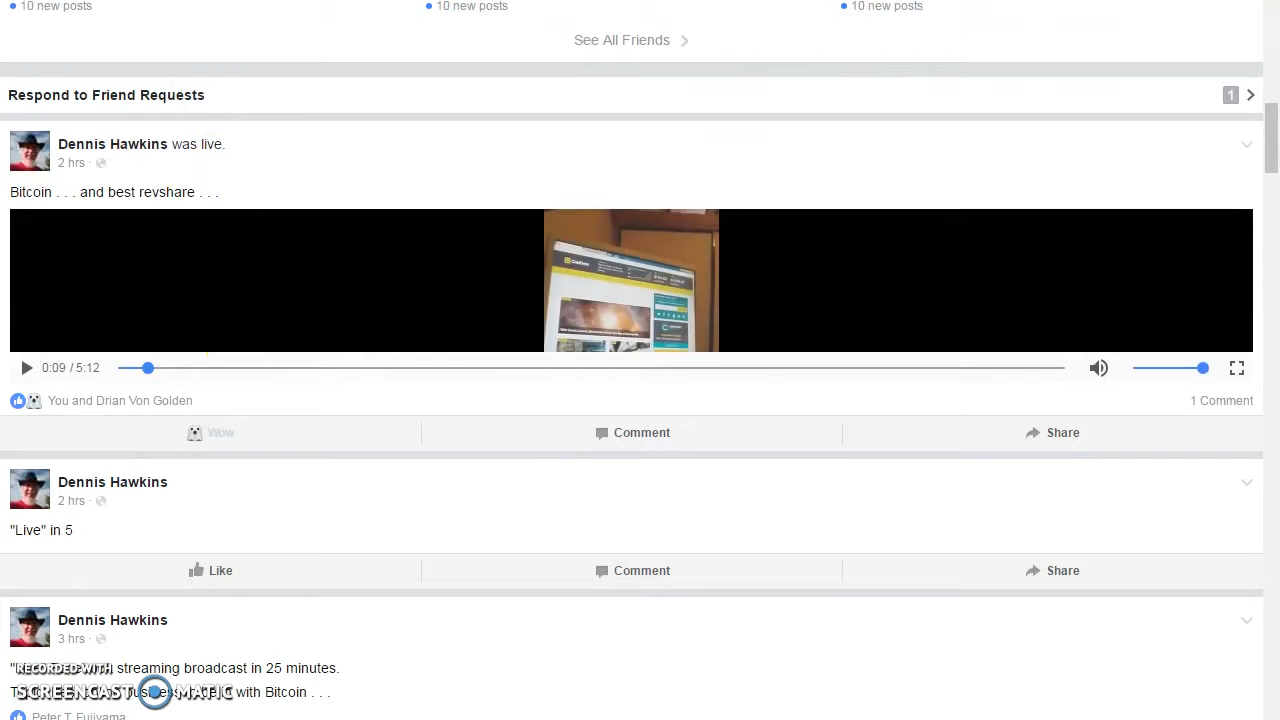 10 new posts
10 new posts
10 new posts
See All Friends
Respond to Friend Requests
1
Dennis Hawkins was live.
2 hrs ·
Bitcoin . . . and best revshare . . .
0:09 / 5:12
You and Drian Von Golden
1 Comment
Wow
Comment
Share
Dennis Hawkins
2 hrs ·
"Live" in 5
Like
Comment
Share
Dennis Hawkins
3 hrs ·
streaming broadcast in 25 minutes.
with Bitcoin . . .
RECORDED WITH
SCREENCAST MATIC
Peter T. Fujiyama